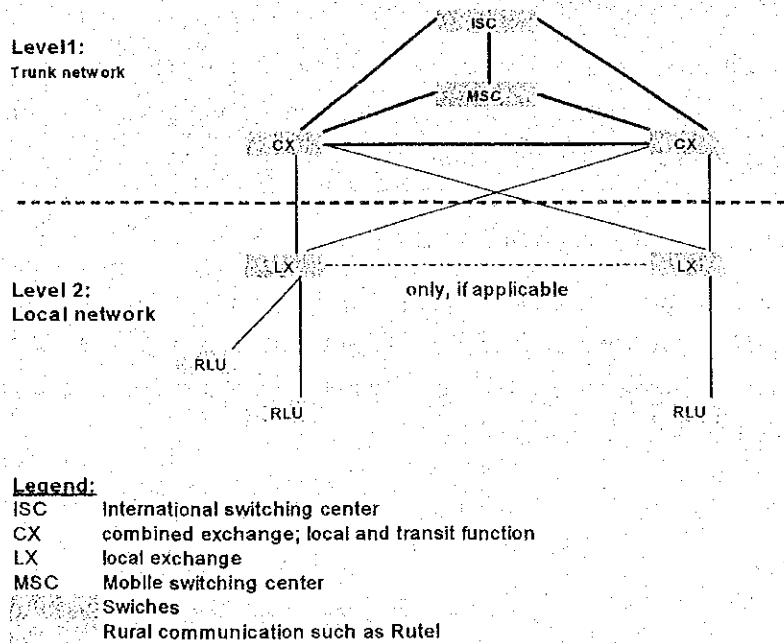 ISC
Level1:
Trunk network
MSC
CX CX
LX LX
Level 2: only, if applicable
Local network
RLU
RLU RLU
Legend:
ISC International switching center
CX combined exchange; local and transit function
LX local exchange
MSC Mobile switching center
Swiches
Rural communication such as Rutel